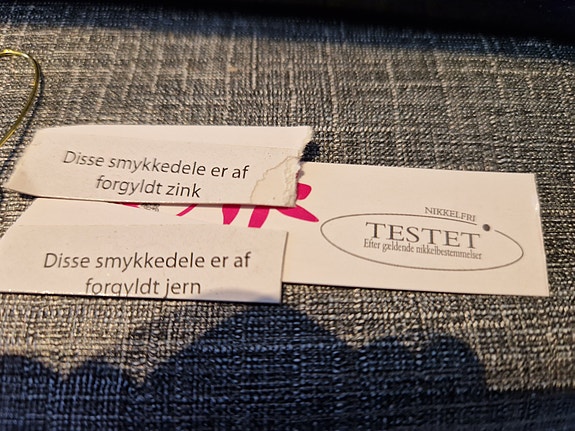 Disse smykkedele er af
forgyldt zink
Disse smykkedele er af
forgyldt jern
NIKKELFRI
TESTET
Efter gældende nikkelbestemmelser